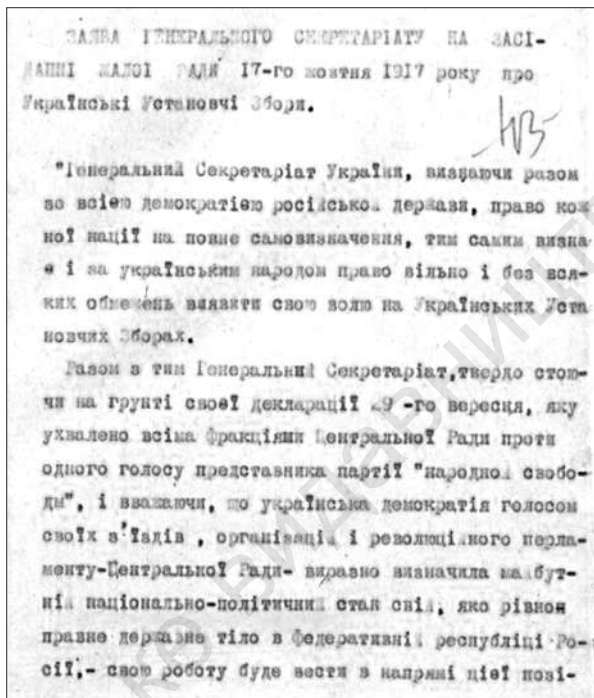 ЗАЯВА ГЕНЕРАЛЬНОГО СЕКРЕТАРІАТУ НА ЗАСІ-
ДАННІ МАЛОЇ РАДИ 17-го жовтня 1917 року про
Українські Установчі Збори.
"Генеральний Секретаріат України, визнаючи разом
зо всією демократією російської держави, право кож
ної нації на повне самовизначення, тим самим визна
є і за українським народом право вільно і без вся-
ких обмежень виявити свою волю на Українських Уста
новчих Зборах.
Разом з тим Генеральний Секретаріат,твердо стою-
чи на грунті своєї декларації 29 -го вересня, яку
ухвалено всіма фракціями Центральної Ради проти
одного голосу представника партії "народної свобо-
ди", і вважаючи, що українська демократія голосом
своїх з'їздів , організацій і революційного парла-
менту-Центральної Ради- виразно визначила майбут-
ній національно-політичний стан свій, яко рівноп
правне державне тіло в федеративній республіці Ро-
сії,- свою роботу буде вести в напрямі цієї позі-